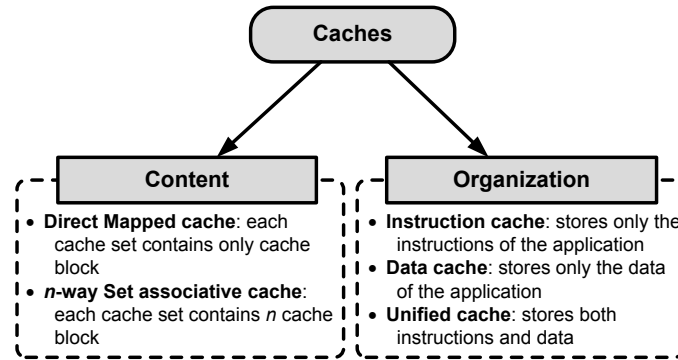 Caches
Content
• Direct Mapped cache: each
cache set contains only cache
block
• n-way Set associative cache:
each cache set contains n cache
block
Organization
• Instruction cache: stores only the
instructions of the application
• Data cache: stores only the data
of the application
• Unified cache: stores both
instructions and data